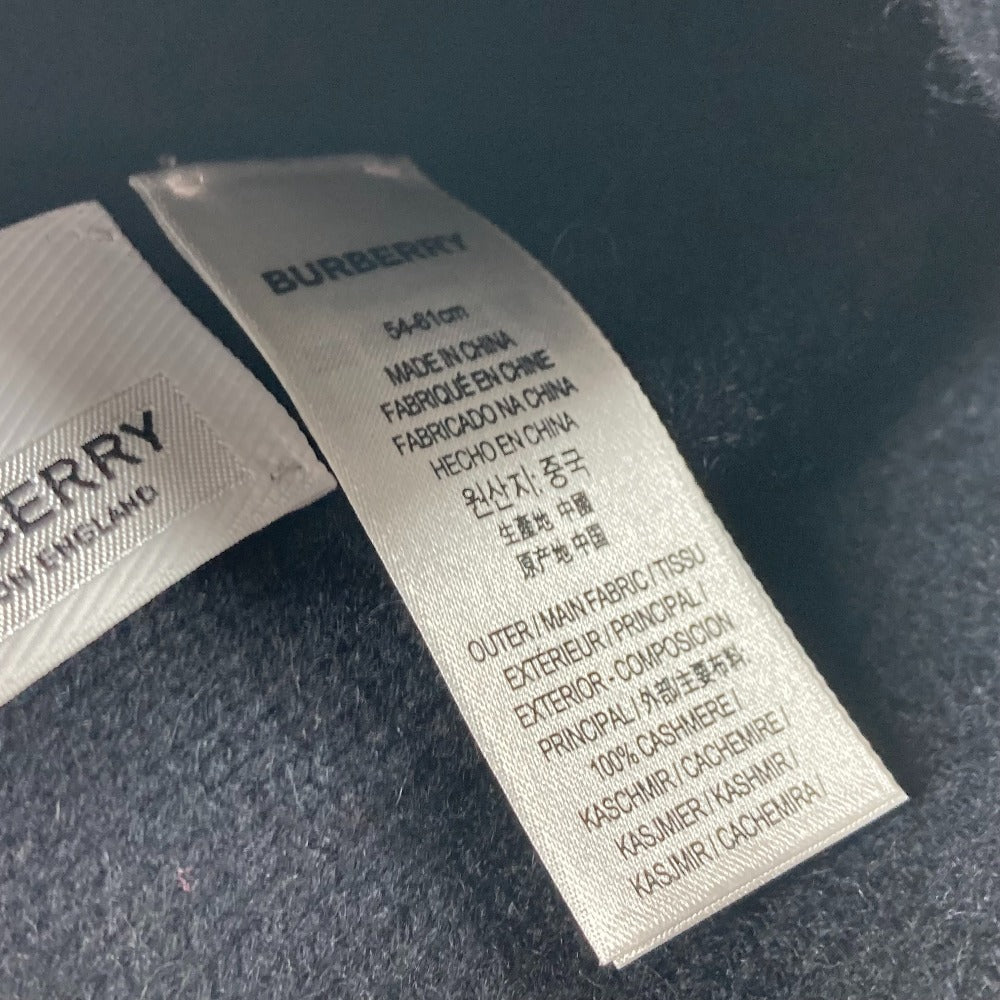 BURBERRY
54-61cm
MADE IN CHINA
FABRIQUÉ EN CHINE
FABRICADO NA CHINA
HECHO EN CHINA
원산지: 중국
生産地 中國
原产地 中国
OUTER / MAIN FABRIC / TISSU
EXTERIEUR / PRINCIPAL /
EXTERIOR - COMPOSICION
PRINCIPAL / 外部主要布料
100% CASHMERE /
KASCHMIR / CACHEMIRE /
KASJMIER / KASHMIR /
KASJMIR / CACHEMIRA /
BERRY
ENGLAND